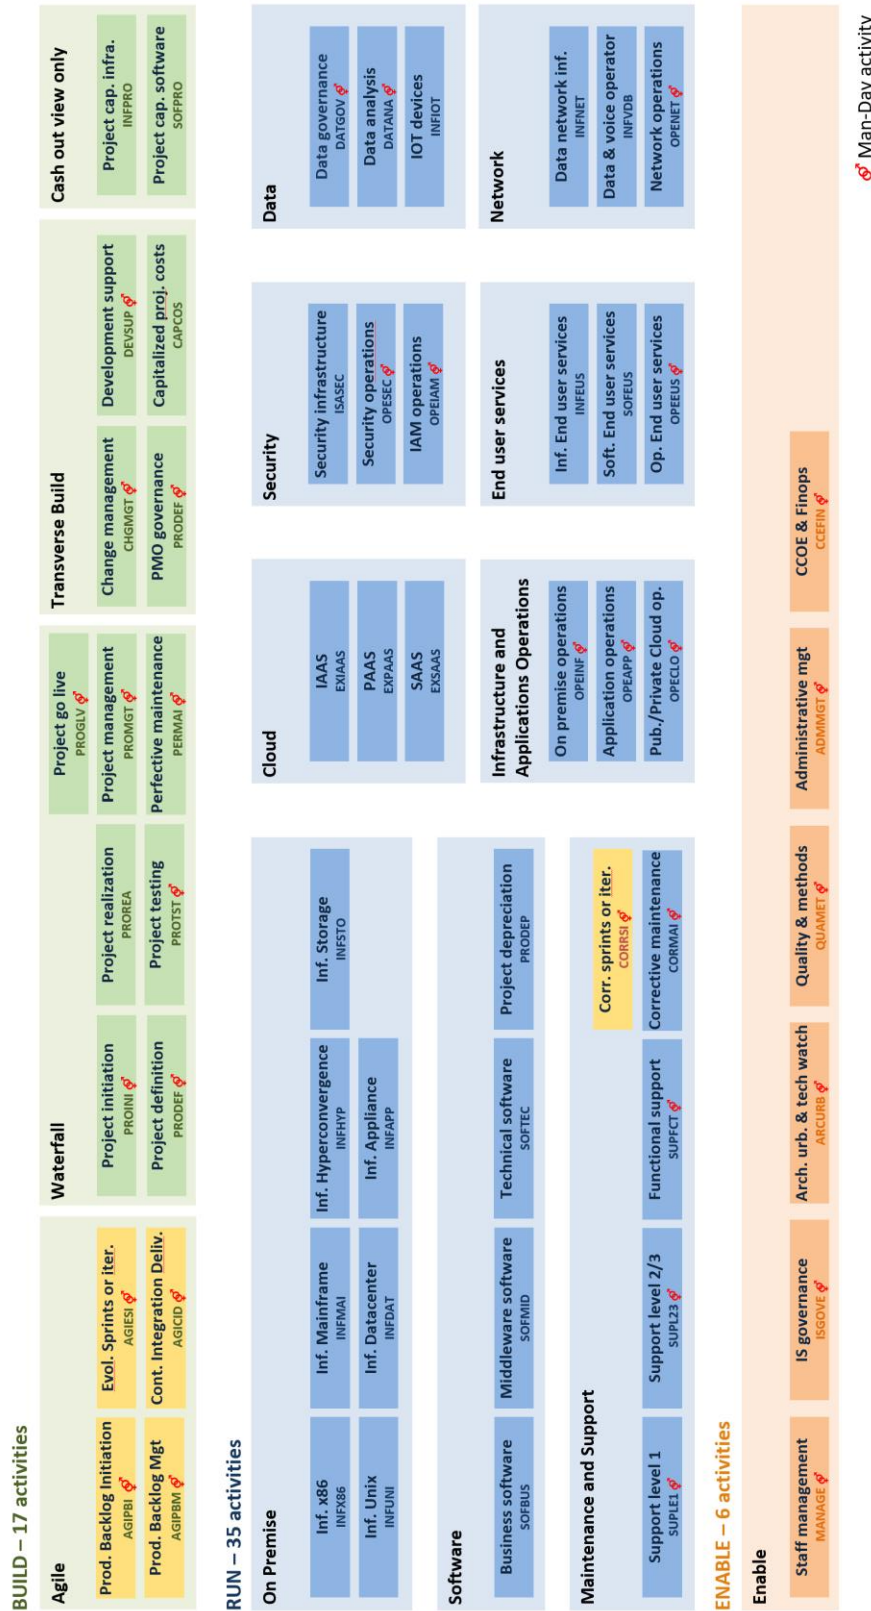 BUILD – 17 activities
Agile
Prod. Backlog Initiation
AGIPBI
Evol. Sprints or iter.
AGIESI
Prod. Backlog Mgt
AGIPBM
Cont. Integration Deliv.
AGICID
Waterfall
Project go live
PROGLV
Project initiation
PROINI
Project realization
PROREA
Project management
PROMGT
Project definition
PRODEF
Project testing
PROTST
Perfective maintenance
PERMAI
Transverse Build
Change management
CHGMGT
Development support
DEVSUP
PMO governance
PRODEF
Capitalized proj. costs
CAPCOS
Cash out view only
Project cap. infra.
INFPRO
Project cap. software
SOFPRO
RUN – 35 activities
On Premise
Inf. x86
INFX86
Inf. Mainframe
INFMAI
Inf. Hyperconvergence
INFHYP
Inf. Storage
INFSTO
Inf. Unix
INFUNI
Inf. Datacenter
INFDAT
Inf. Appliance
INFAPP
Software
Business software
SOFBUS
Middleware software
SOFMID
Technical software
SOFTEC
Project depreciation
PRODEP
Maintenance and Support
Corr. sprints or iter.
CORRSI
Support level 1
SUPLE1
Support level 2/3
SUPL23
Functional support
SUPFCT
Corrective maintenance
CORMAI
Cloud
IAAS
EXIAAS
PAAS
EXPAAS
SAAS
EXSAAS
Infrastructure and
Applications Operations
On premise operations
OPEINF
Application operations
OPEAPP
Pub./Private Cloud op.
OPECLO
Security
Security infrastructure
ISASEC
Security operations
OPESEC
IAM operations
OPEIAM
End user services
Inf. End user services
INFEUS
Soft. End user services
SOFEUS
Op. End user services
OPEEUS
Data
Data governance
DATGOV
Data analysis
DATANA
IOT devices
INFIOT
Network
Data network inf.
INFNET
Data & voice operator
INFVDB
Network operations
OPENET
ENABLE – 6 activities
Enable
Staff management
MANAGE
IS governance
ISGOVE
Arch. urb. & tech watch
ARCURB
Quality & methods
QUAMET
Administrative mgt
ADMMGT
CCOE & Finops
CCEFIN
Man-Day activity